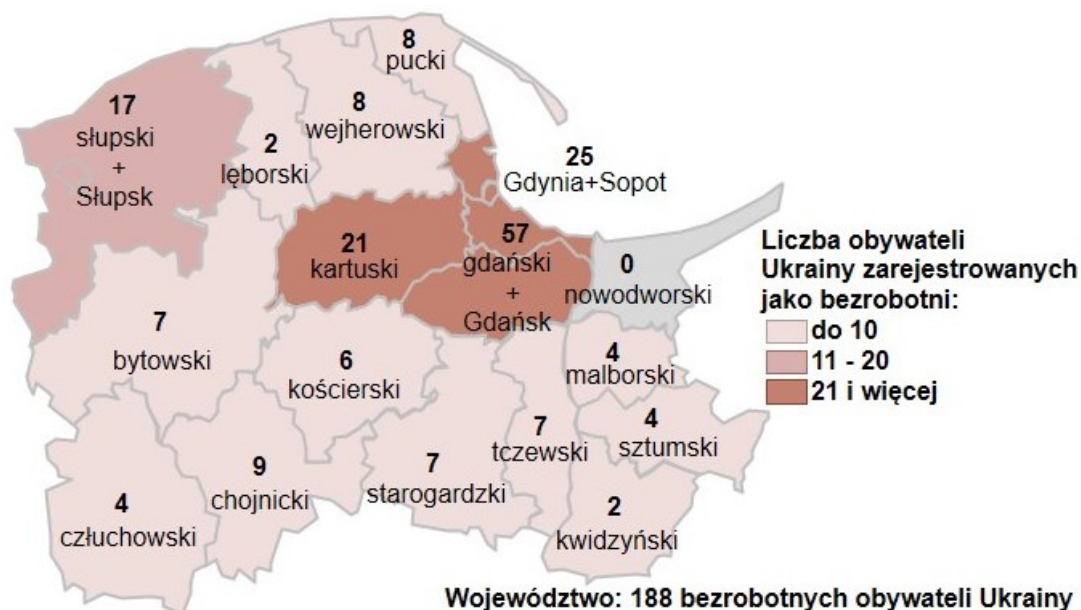 8
pucki
17
słupski
+
Słupsk
8
wejherowski
2
lęborski
25
Gdynia+Sopot
21
kartuski
57
gdański
+
Gdańsk
0
nowodworski
7
bytowski
6
kościerski
4
malborski
4
sztumski
7
tczewski
7
starogardzki
9
chojnicki
4
człuchowski
2
kwidzyński
Liczba obywateli
Ukrainy zarejestrowanych
jako bezrobotni:
do 10
11 - 20
21 i więcej
Województwo: 188 bezrobotnych obywateli Ukrainy